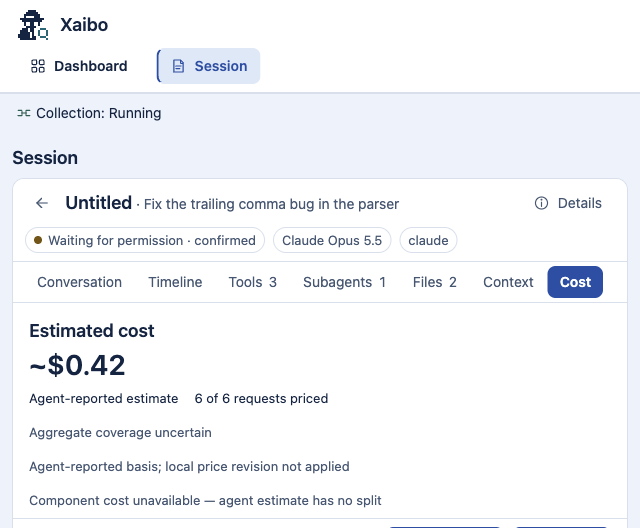 Xaibo
Dashboard Session
Collection: Running
Session
Untitled · Fix the trailing comma bug in the parser Details
Waiting for permission · confirmed Claude Opus 5.5 claude
Conversation Timeline Tools 3 Subagents 1 Files 2 Context Cost
Estimated cost
~$0.42
Agent-reported estimate 6 of 6 requests priced
Aggregate coverage uncertain
Agent-reported basis; local price revision not applied
Component cost unavailable — agent estimate has no split